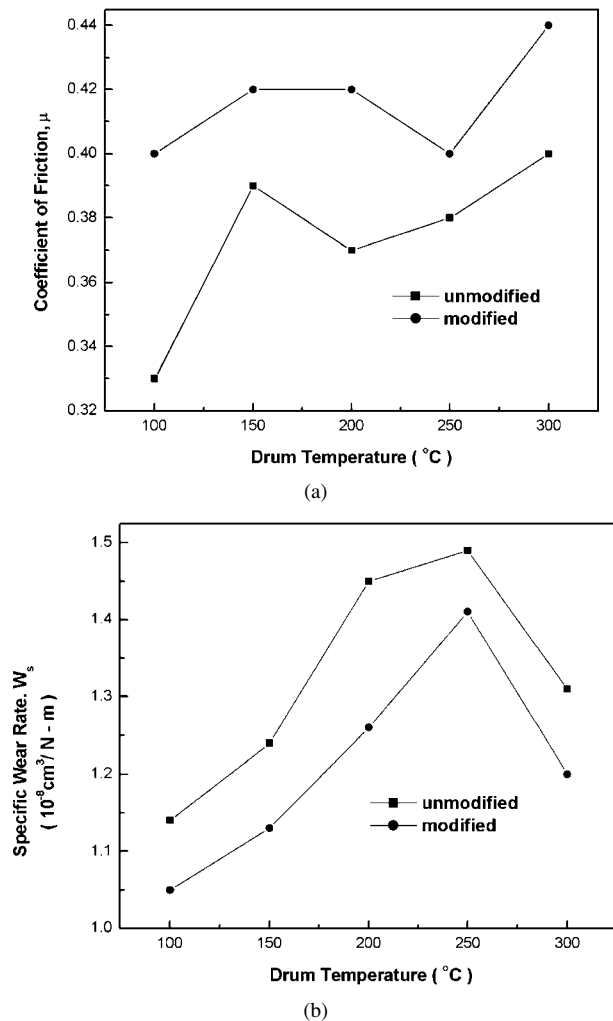 0.44
0.42
0.40
0.38
0.36
0.34
0.32
Coefficient of Friction, μ
unmodified
modified
100 150 200 250 300
Drum Temperature ( °C )
(a)
1.5
1.4
1.3
1.2
1.1
1.0
Specific Wear Rate. Ws
( 10⁻⁸cm³/ N - m )
unmodified
modified
100 150 200 250 300
Drum Temperature ( °C )
(b)